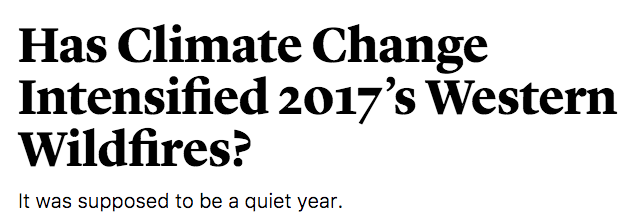 Has Climate Change
Intensified 2017’s Western
Wildfires?
It was supposed to be a quiet year.